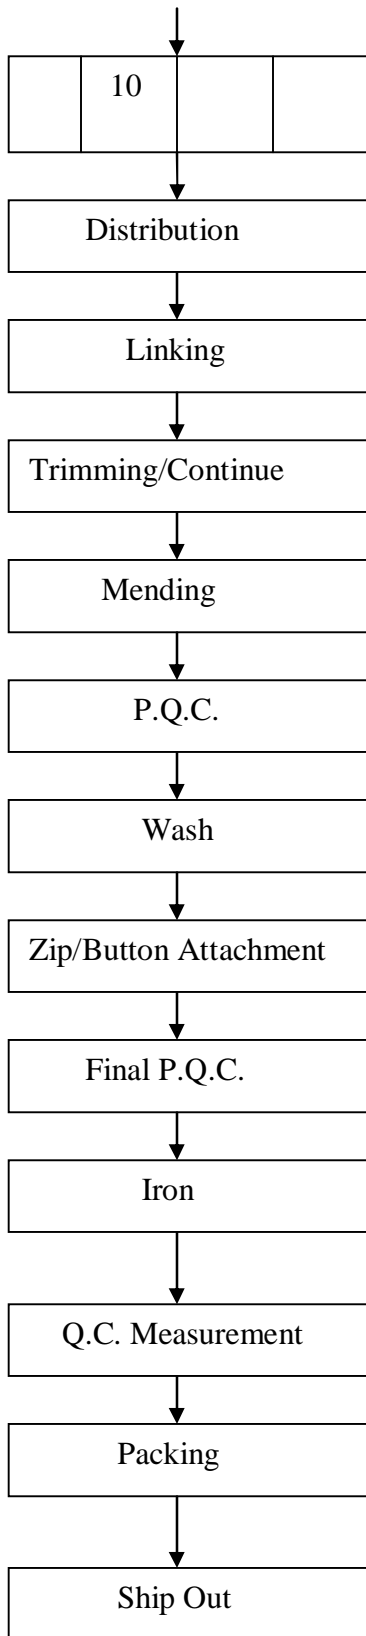 10
Distribution
Linking
Trimming/Continue
Mending
P.Q.C.
Wash
Zip/Button Attachment
Final P.Q.C.
Iron
Q.C. Measurement
Packing
Ship Out